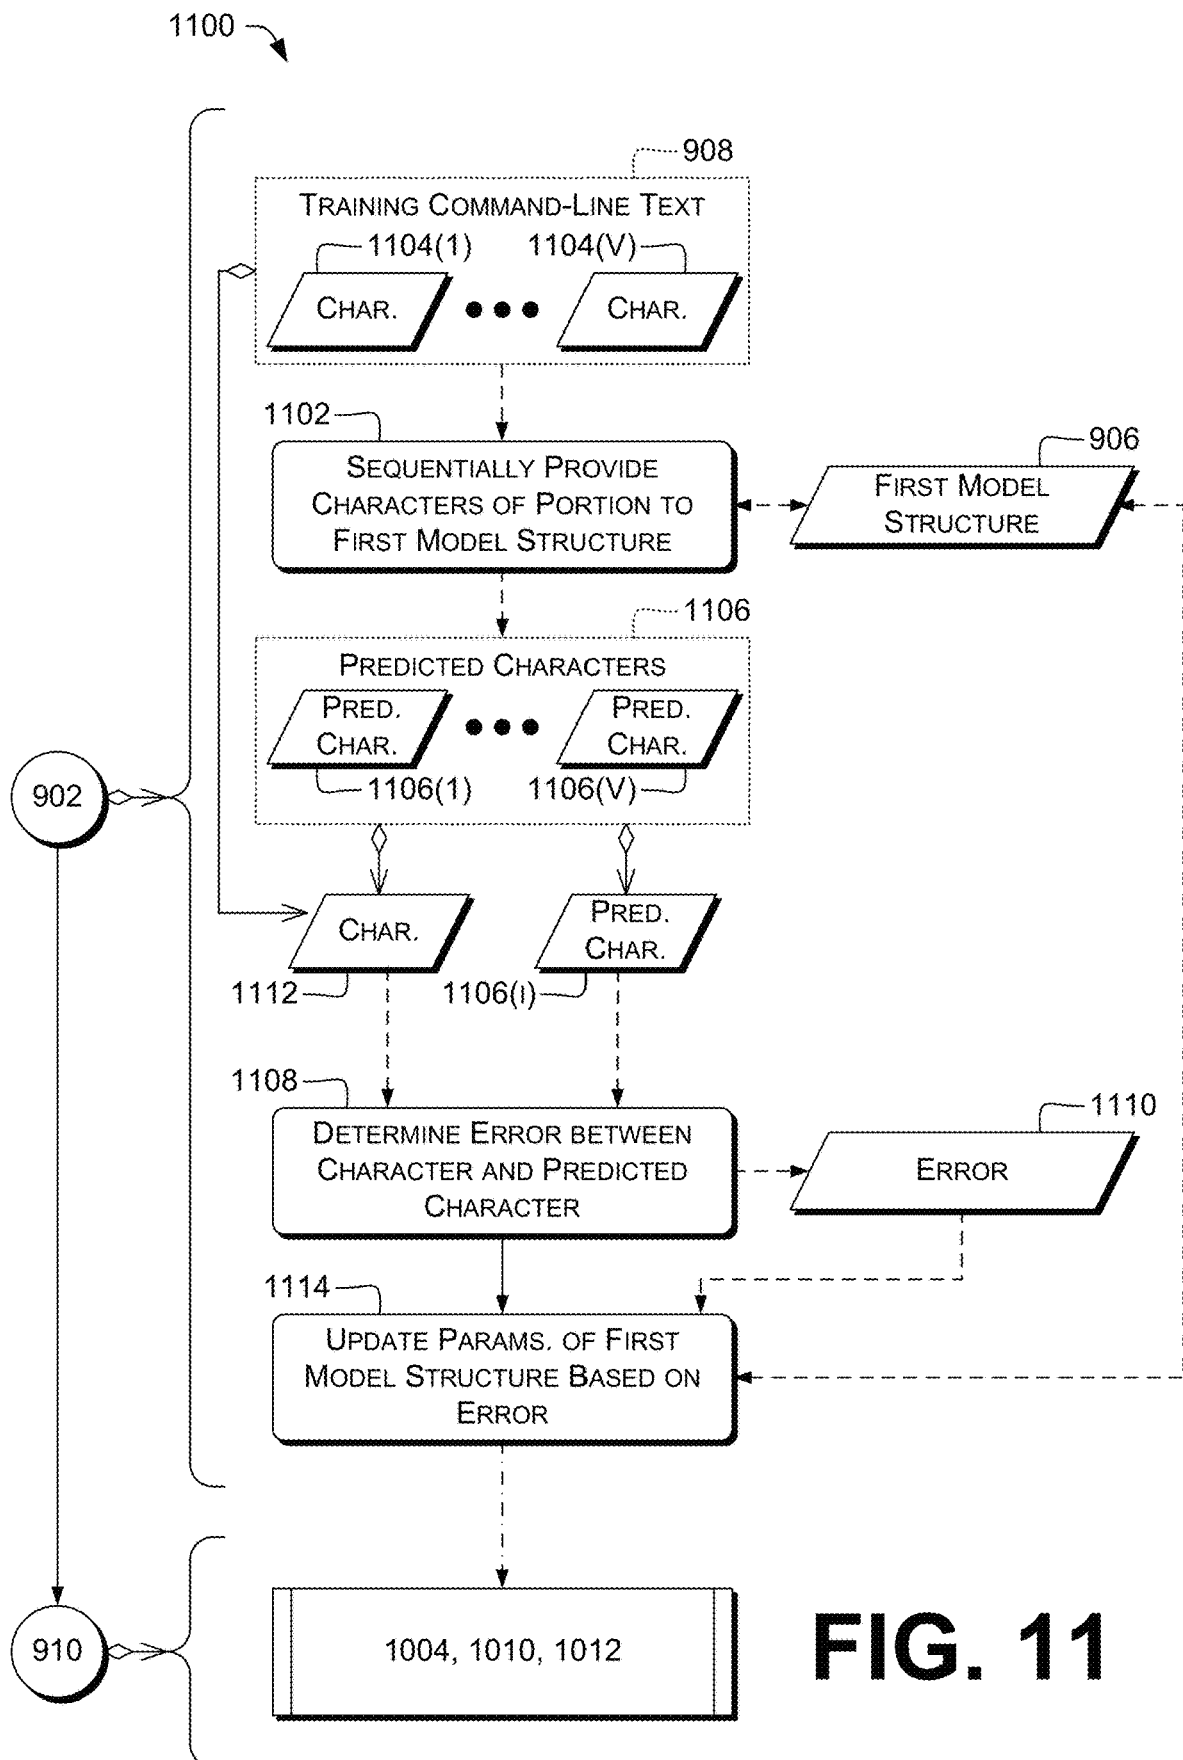 1100
908
TRAINING COMMAND-LINE TEXT
1104(1) 1104(V)
CHAR. CHAR.
1102
906
SEQUENTIALLY PROVIDE
CHARACTERS OF PORTION TO
FIRST MODEL STRUCTURE
FIRST MODEL
STRUCTURE
1106
PREDICTED CHARACTERS
PRED.
CHAR.
PRED.
CHAR.
1106(1) 1106(V)
902
CHAR.
PRED.
CHAR.
1112 1106(I)
1108
1110
DETERMINE ERROR BETWEEN
CHARACTER AND PREDICTED
CHARACTER
ERROR
1114
UPDATE PARAMS. OF FIRST
MODEL STRUCTURE BASED ON
ERROR
910
1004, 1010, 1012
FIG. 11